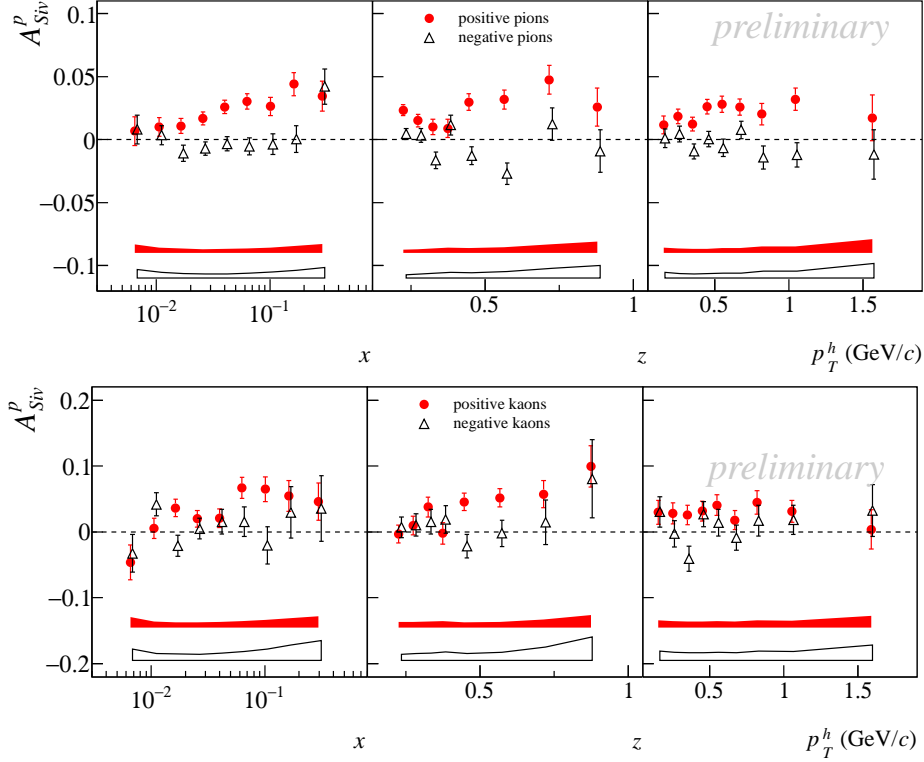 A^p_Siv
0.1
0.05
0
−0.05
−0.1
positive pions
negative pions
preliminary
10^−2 10^−1 0.5 1 0.5 1 1.5
x z p_T^h (GeV/c)
A^p_Siv
0.2
0.1
0
−0.1
−0.2
positive kaons
negative kaons
preliminary
10^−2 10^−1 0.5 1 0.5 1 1.5
x z p_T^h (GeV/c)